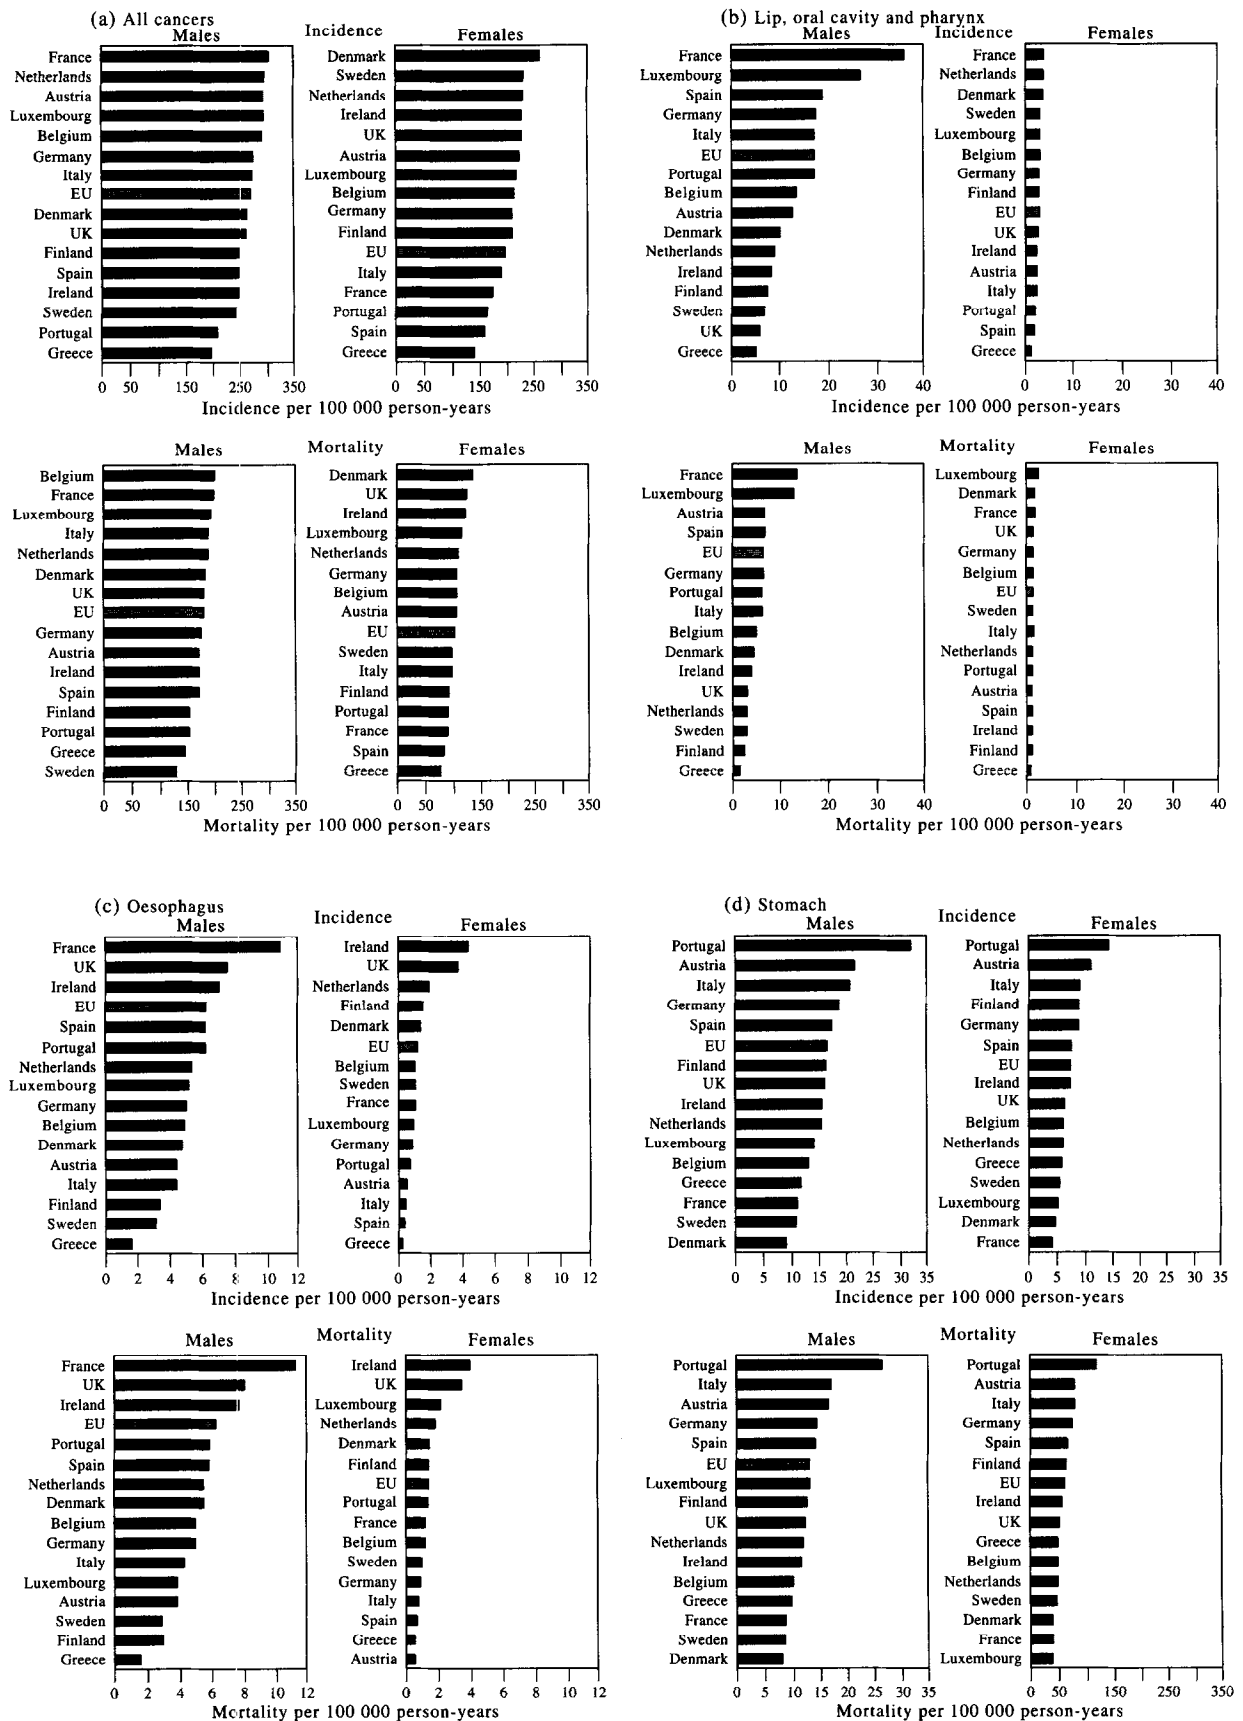 (a) All cancers
Males
Incidence
Females
France
Netherlands
Austria
Luxembourg
Belgium
Germany
Italy
EU
Denmark
UK
Finland
Spain
Ireland
Sweden
Portugal
Greece
0 50 150 250 350
Denmark
Sweden
Netherlands
Ireland
UK
Austria
Luxembourg
Belgium
Germany
Finland
EU
Italy
France
Portugal
Spain
Greece
0 50 150 250 350
Incidence per 100 000 person-years
Males
Mortality
Females
Belgium
France
Luxembourg
Italy
Netherlands
Denmark
UK
EU
Germany
Austria
Ireland
Spain
Finland
Portugal
Greece
Sweden
0 50 150 250 350
Denmark
UK
Ireland
Luxembourg
Netherlands
Germany
Belgium
Austria
EU
Sweden
Italy
Finland
Portugal
France
Spain
Greece
0 50 150 250 350
Mortality per 100 000 person-years
(b) Lip, oral cavity and pharynx
Males
Incidence
Females
France
Luxembourg
Spain
Germany
Italy
EU
Portugal
Belgium
Austria
Denmark
Netherlands
Ireland
Finland
Sweden
UK
Greece
0 10 20 30 40
France
Netherlands
Denmark
Sweden
Luxembourg
Belgium
Germany
Finland
EU
UK
Ireland
Austria
Italy
Portugal
Spain
Greece
0 10 20 30 40
Incidence per 100 000 person-years
Males
Mortality
Females
France
Luxembourg
Austria
Spain
EU
Germany
Portugal
Italy
Belgium
Denmark
Ireland
UK
Netherlands
Sweden
Finland
Greece
0 10 20 30 40
Luxembourg
Denmark
France
UK
Germany
Belgium
EU
Sweden
Italy
Netherlands
Portugal
Austria
Spain
Ireland
Finland
Greece
0 10 20 30 40
Mortality per 100 000 person-years
(c) Oesophagus
Males
Incidence
Females
France
UK
Ireland
EU
Spain
Portugal
Netherlands
Luxembourg
Germany
Belgium
Denmark
Austria
Italy
Finland
Sweden
Greece
0 2 4 6 8 10 12
Ireland
UK
Netherlands
Finland
Denmark
EU
Belgium
Sweden
France
Luxembourg
Germany
Portugal
Austria
Italy
Spain
Greece
0 2 4 6 8 10 12
Incidence per 100 000 person-years
Males
Mortality
Females
France
UK
Ireland
EU
Portugal
Spain
Netherlands
Denmark
Belgium
Germany
Italy
Luxembourg
Austria
Sweden
Finland
Greece
0 2 4 6 8 10 12
Ireland
UK
Luxembourg
Netherlands
Denmark
Finland
EU
Portugal
France
Belgium
Sweden
Germany
Italy
Spain
Greece
Austria
0 2 4 6 8 10 12
Mortality per 100 000 person-years
(d) Stomach
Males
Incidence
Females
Portugal
Austria
Italy
Germany
Spain
EU
Finland
UK
Ireland
Netherlands
Luxembourg
Belgium
Greece
France
Sweden
Denmark
0 5 10 15 20 25 35
Portugal
Austria
Italy
Finland
Germany
Spain
EU
Ireland
UK
Belgium
Netherlands
Greece
Sweden
Luxembourg
Denmark
France
0 5 10 15 20 25 30 35
Incidence per 100 000 person-years
Males
Mortality
Females
Portugal
Italy
Austria
Germany
Spain
EU
Luxembourg
Finland
UK
Netherlands
Ireland
Belgium
Greece
France
Sweden
Denmark
0 5 10 15 20 25 30 35
Portugal
Austria
Italy
Germany
Spain
Finland
EU
Ireland
UK
Greece
Belgium
Netherlands
Sweden
Denmark
France
Luxembourg
0 50 150 250 350
Mortality per 100 000 person-years